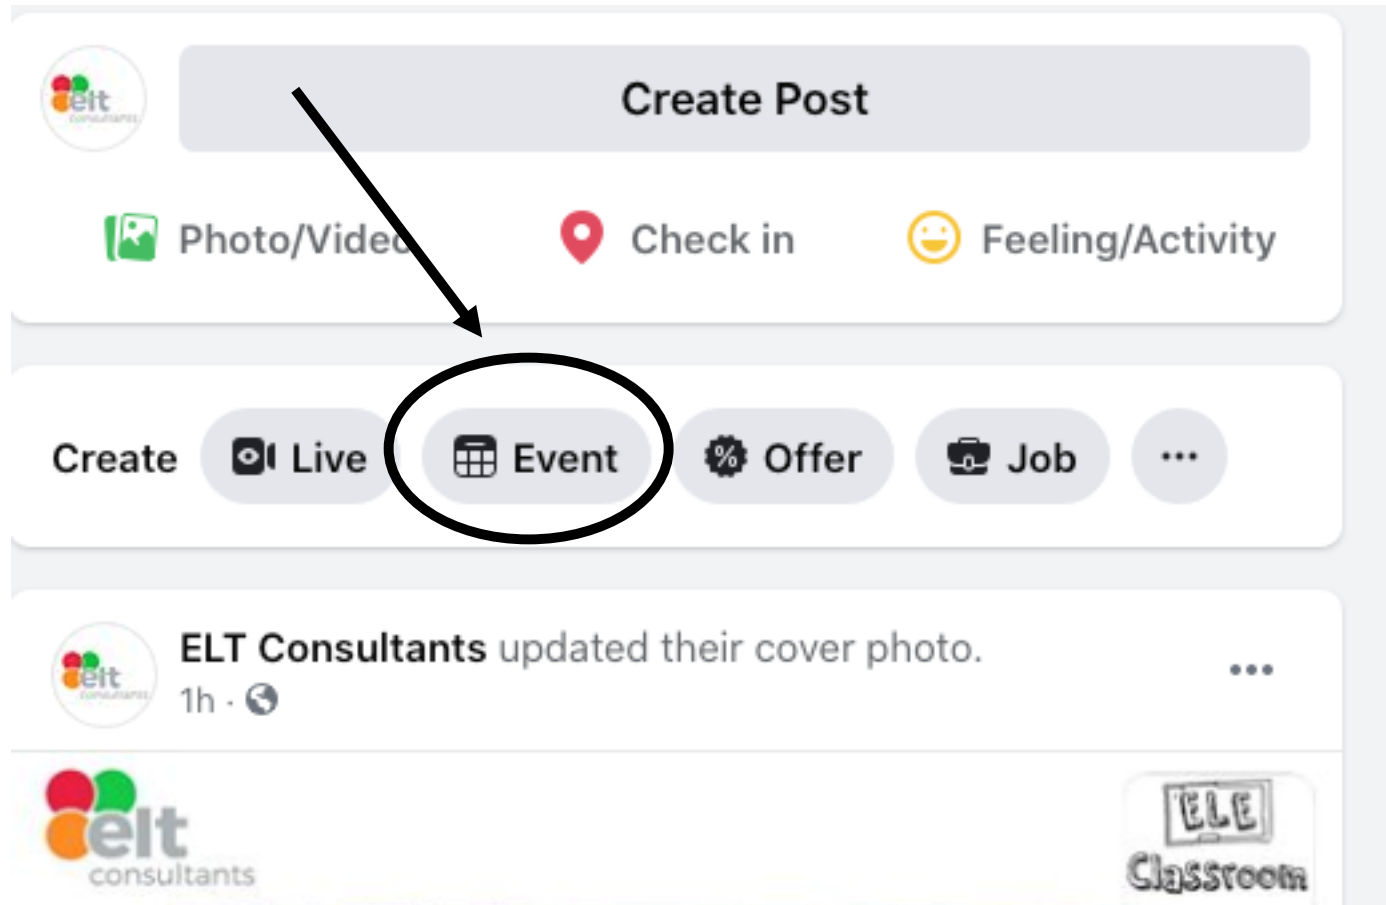 elt
consultants
Create Post
Photo/Video
Check in
Feeling/Activity
Create
Live
Event
Offer
Job
elt
consultants
ELT Consultants updated their cover photo.
1h ·
elt
consultants
ELE
Classroom